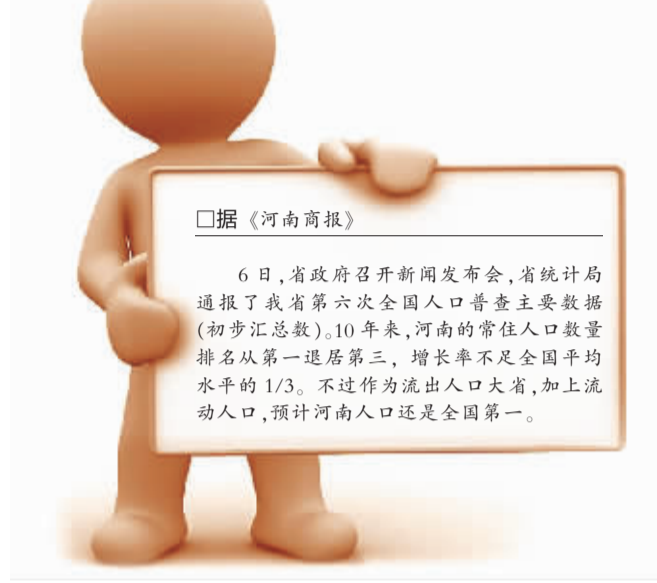 □据《河南商报》
6日,省政府召开新闻发布会,省统计局
通报了我省第六次全国人口普查主要数据
(初步汇总数)。10年来,河南的常住人口数量
排名从第一退居第三，增长率不足全国平均
水平的1/3。不过作为流出人口大省,加上流
动人口,预计河南人口还是全国第一。